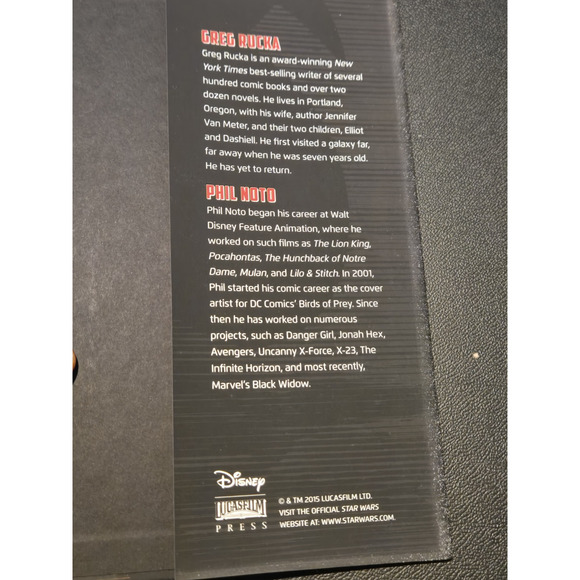 GREG RUCKA
Greg Rucka is an award-winning New
York Times best-selling writer of several
hundred comic books and over two
dozen novels. He lives in Portland,
Oregon, with his wife, author Jennifer
Van Meter, and their two children, Elliot
and Dashiell. He first visited a galaxy far,
far away when he was seven years old.
He has yet to return.
PHIL NOTO
Phil Noto began his career at Walt
Disney Feature Animation, where he
worked on such films as The Lion King,
Pocahontas, The Hunchback of Notre
Dame, Mulan, and Lilo & Stitch. In 2001,
Phil started his comic career as the cover
artist for DC Comics' Birds of Prey. Since
then he has worked on numerous
projects, such as Danger Girl, Jonah Hex,
Avengers, Uncanny X-Force, X-23, The
Infinite Horizon, and most recently,
Marvel's Black Widow.
Disney
LUCASFILM
PRESS
© & TM 2015 LUCASFILM LTD.
VISIT THE OFFICIAL STAR WARS
WEBSITE AT: WWW.STARWARS.COM.